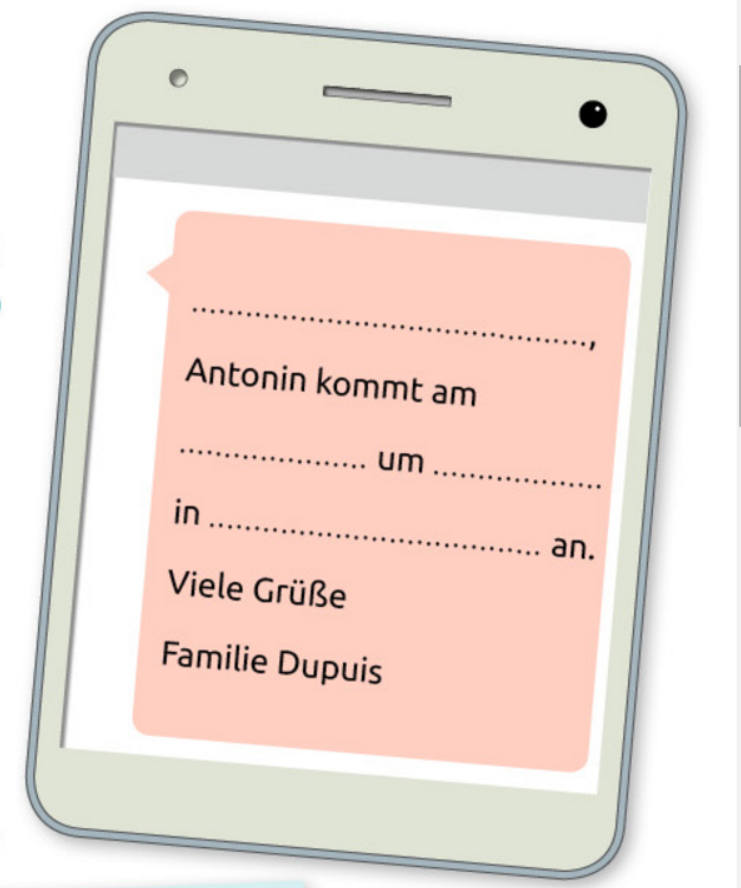 ........................................,
Antonin kommt am
................... um .................
in ................................. an.
Viele Grüße
Familie Dupuis